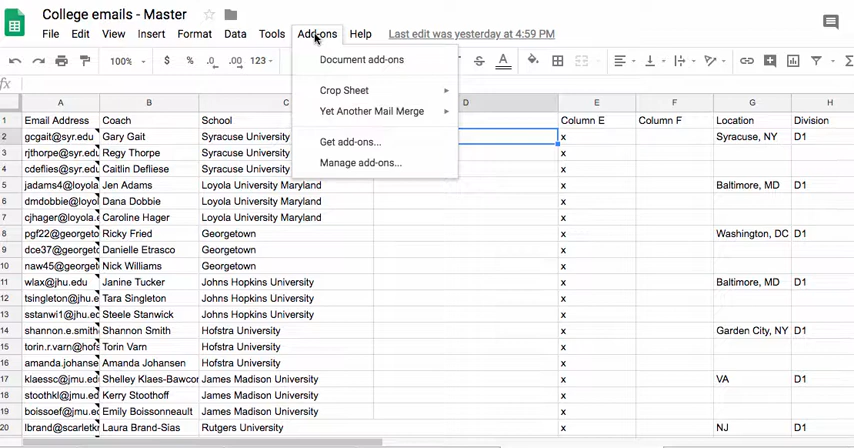 College emails - Master
File Edit View Insert Format Data Tools Add-ons Help Last edit was yesterday at 4:59 PM
100% $ % .0 .00 123
Document add-ons
Crop Sheet
Yet Another Mail Merge
Get add-ons...
Manage add-ons...
fx
A B C D E F G H
1 Email Address Coach School Column E Column F Location Division
2 gcgait@syr.edu Gary Gait Syracuse University x Syracuse, NY D1
3 rjthorpe@syr.edu Regy Thorpe Syracuse University x
4 cdeflies@syr.edu Caitlin Defliese Syracuse University x
5 jadams4@loyola Jen Adams Loyola University Maryland x Baltimore, MD D1
6 dmdobbie@loyol Dana Dobbie Loyola University Maryland x
7 cjhager@loyola.e Caroline Hager Loyola University Maryland x
8 pgf22@georgeto Ricky Fried Georgetown x Washington, DC D1
9 dce37@georget Danielle Etrasco Georgetown x
10 naw45@georget Nick Williams Georgetown x
11 wlax@jhu.edu Janine Tucker Johns Hopkins University x Baltimore, MD D1
12 tsingleton@jhu.e Tara Singleton Johns Hopkins University x
13 sstanwi1@jhu.ed Steele Stanwick Johns Hopkins University x
14 shannon.e.smith Shannon Smith Hofstra University x Garden City, NY D1
15 torin.r.varn@hofs Torin Varn Hofstra University x
16 amanda.johanse Amanda Johansen Hofstra University x
17 klaessc@jmu.ed Shelley Klaes-Bawcor James Madison University x VA D1
18 stoothkl@jmu.ed Kerry Stoothoff James Madison University x
19 boissoef@jmu.ed Emily Boissonneault James Madison University x
20 lbrand@scarletk Laura Brand-Sias Rutgers University x NJ D1